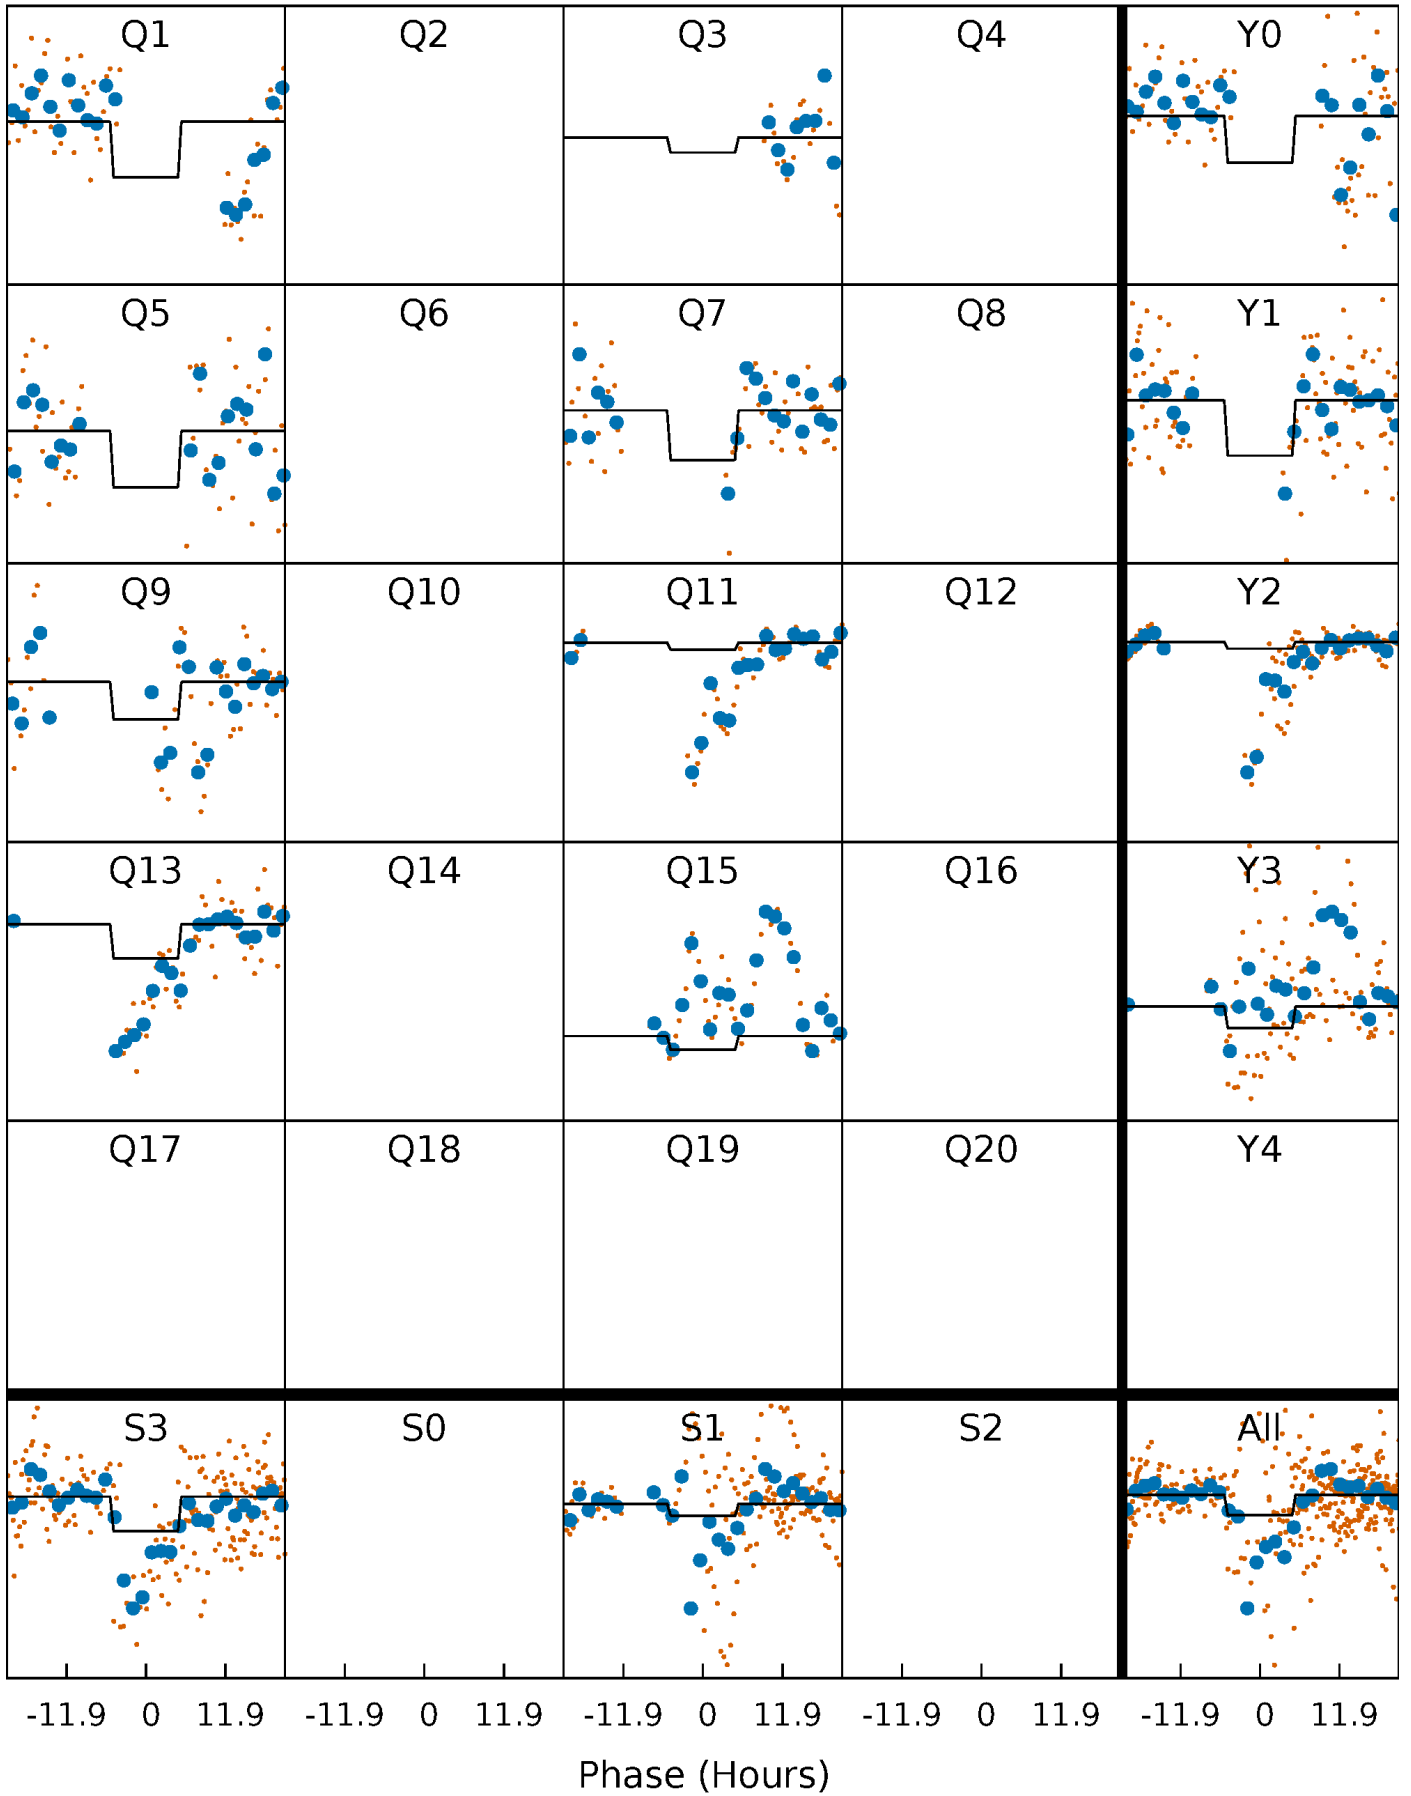 Q1 Q2 Q3 Q4 Y0
Q5 Q6 Q7 Q8 Y1
Q9 Q10 Q11 Q12 Y2
Q13 Q14 Q15 Q16 Y3
Q17 Q18 Q19 Q20 Y4
S3 S0 S1 S2 All
-11.9 0 11.9 -11.9 0 11.9 -11.9 0 11.9 -11.9 0 11.9 -11.9 0 11.9
Phase (Hours)